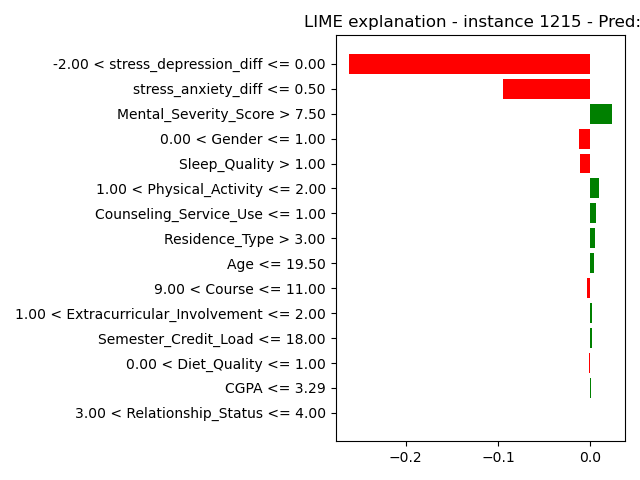 LIME explanation - instance 1215 - Pred:
-2.00 < stress_depression_diff <= 0.00
stress_anxiety_diff <= 0.50
Mental_Severity_Score > 7.50
0.00 < Gender <= 1.00
Sleep_Quality > 1.00
1.00 < Physical_Activity <= 2.00
Counseling_Service_Use <= 1.00
Residence_Type > 3.00
Age <= 19.50
9.00 < Course <= 11.00
1.00 < Extracurricular_Involvement <= 2.00
Semester_Credit_Load <= 18.00
0.00 < Diet_Quality <= 1.00
CGPA <= 3.29
3.00 < Relationship_Status <= 4.00
−0.2 −0.1 0.0